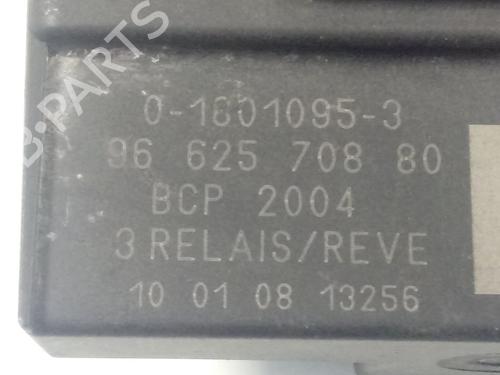 0-1801095-3
96 625 708 80
BCP 2004
3 RELAIS/REVE
10 01 08 13256
B-PARTS